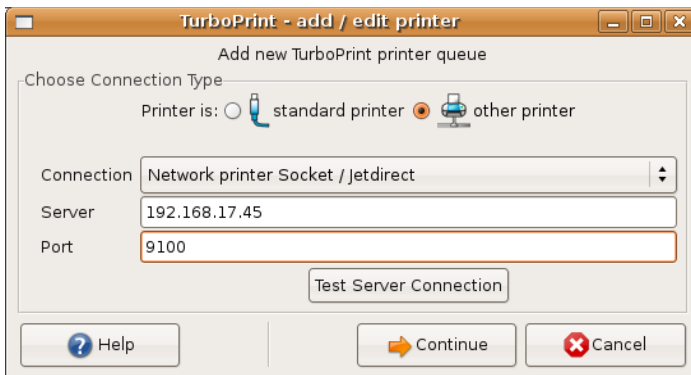 TurboPrint - add / edit printer
Add new TurboPrint printer queue
Choose Connection Type
Printer is: standard printer other printer
Connection Network printer Socket / Jetdirect
Server 192.168.17.45
Port 9100
Test Server Connection
Help Continue Cancel